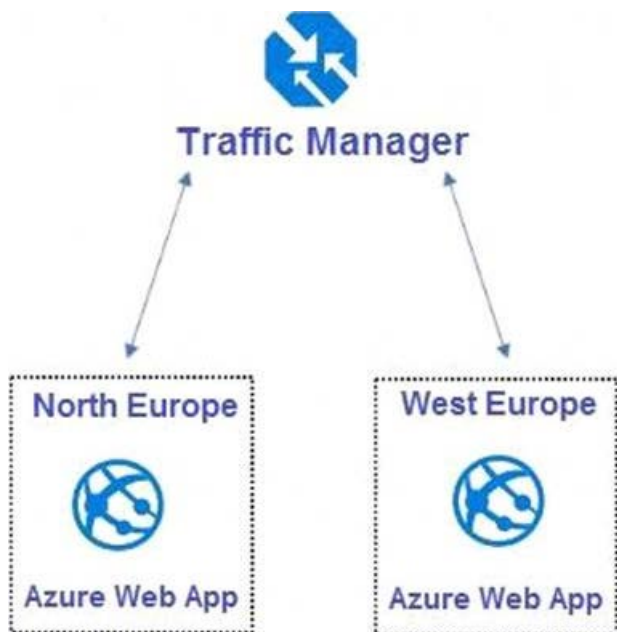 Traffic Manager
North Europe
Azure Web App
West Europe
Azure Web App